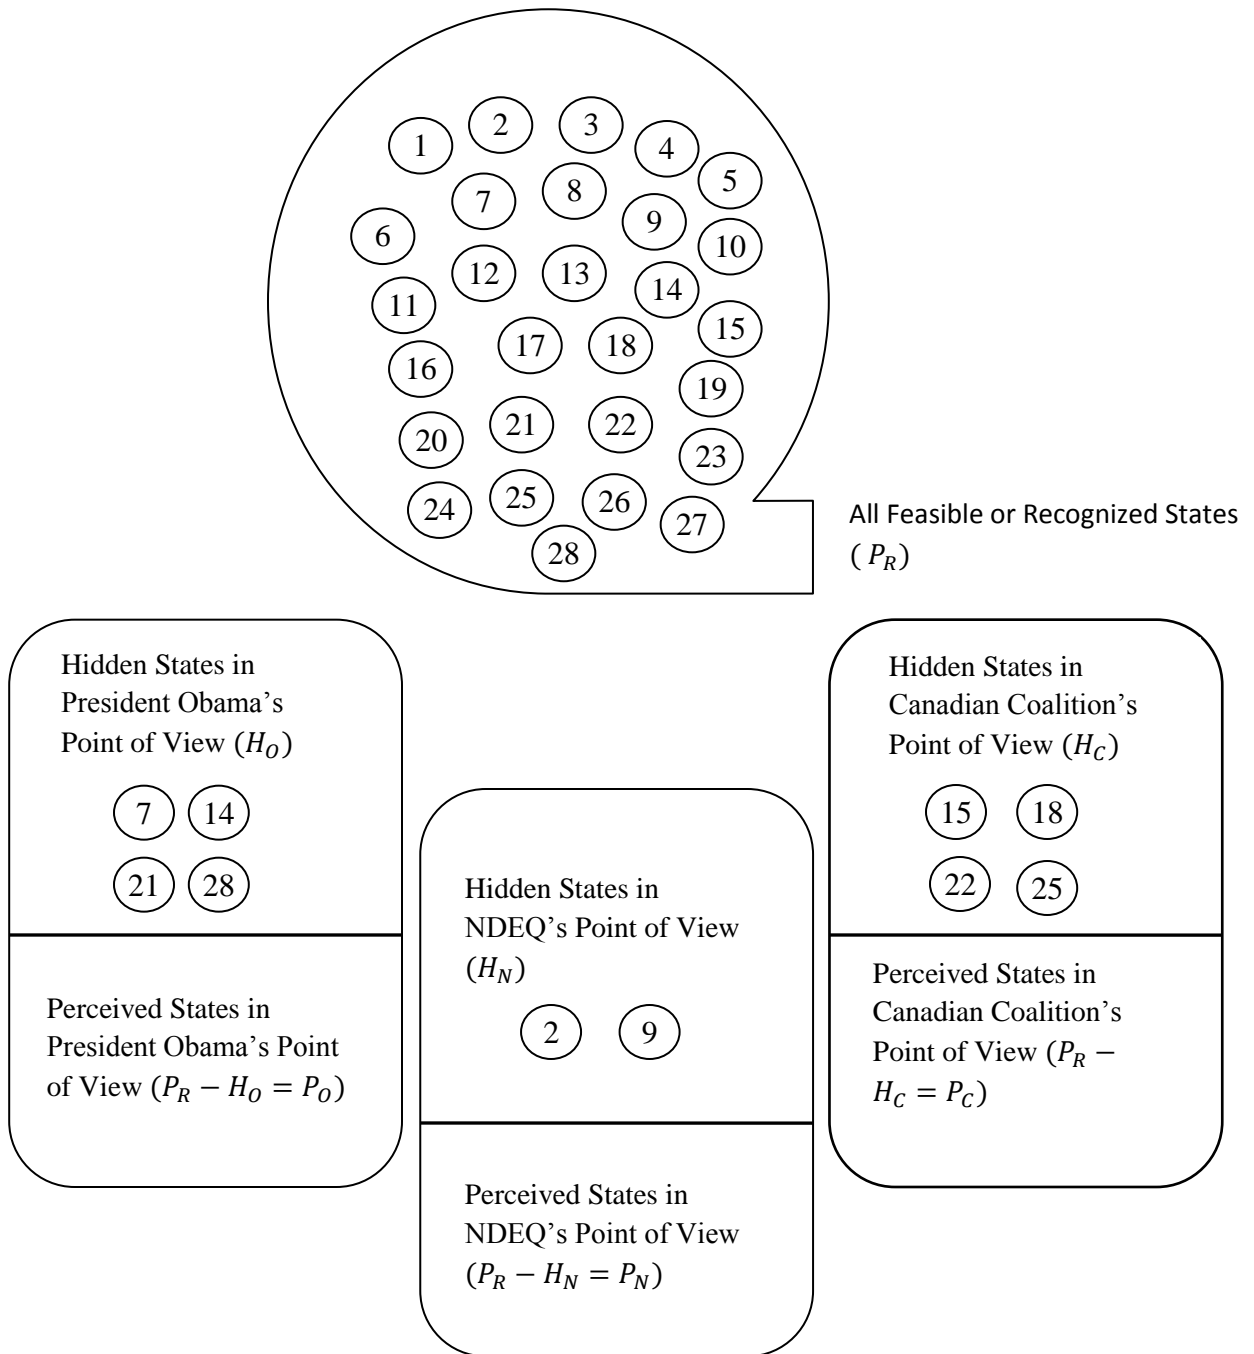 1 2 3 4 5
6 7 8 9 10
11 12 13 14 15
16 17 18 19
20 21 22 23
24 25 26 27
28
All Feasible or Recognized States
( P_R)
Hidden States in
President Obama’s
Point of View (H_O)
7 14
21 28
Perceived States in
President Obama’s Point
of View (P_R − H_O = P_O)
Hidden States in
NDEQ’s Point of View
(H_N)
2 9
Perceived States in
NDEQ’s Point of View
(P_R − H_N = P_N)
Hidden States in
Canadian Coalition’s
Point of View (H_C)
15 18
22 25
Perceived States in
Canadian Coalition’s
Point of View (P_R −
H_C = P_C)